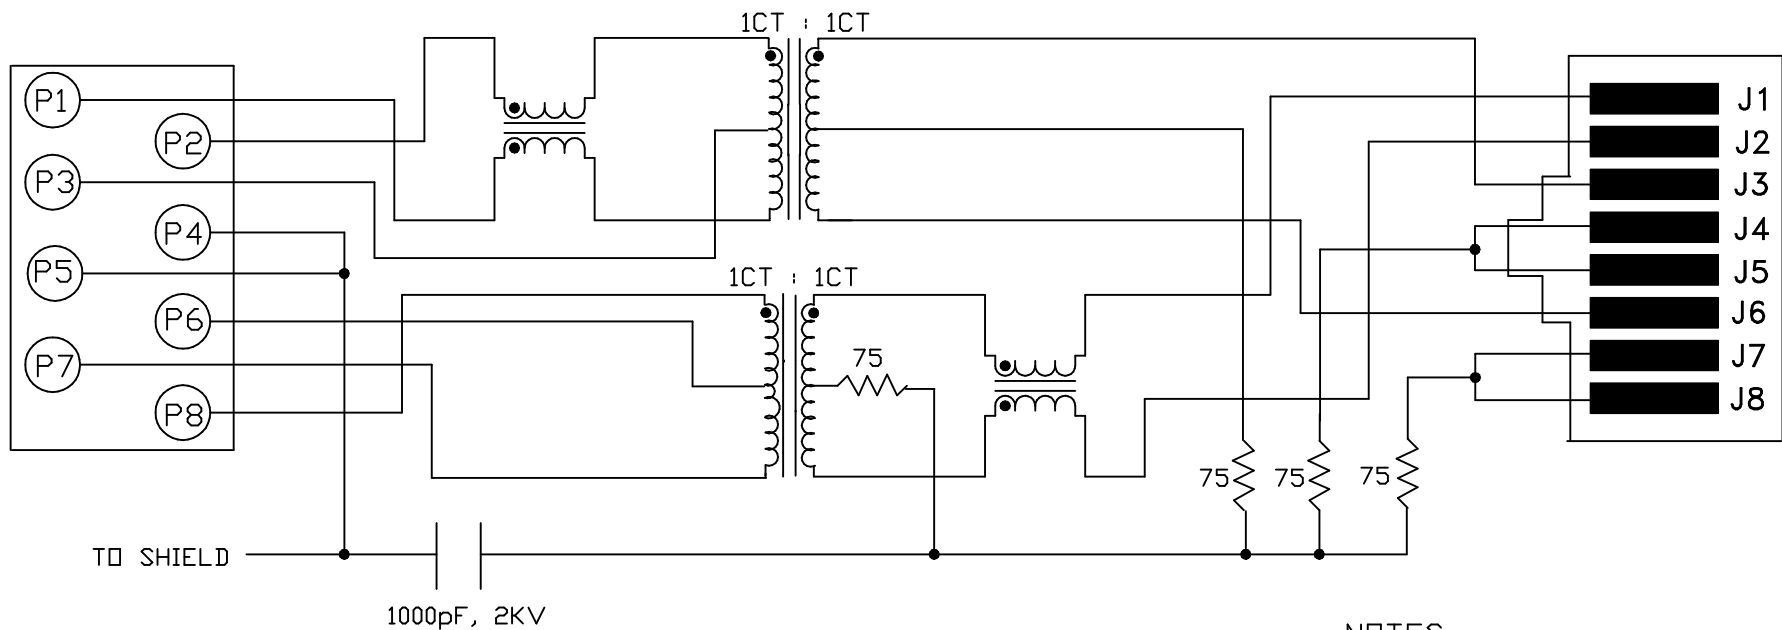 1CT : 1CT
P1
P2
P3
P4
P5
P6
P7
P8
J1
J2
J3
J4
J5
J6
J7
J8
1CT : 1CT
75
75
75
75
TO SHIELD
1000pF, 2KV
NOTES